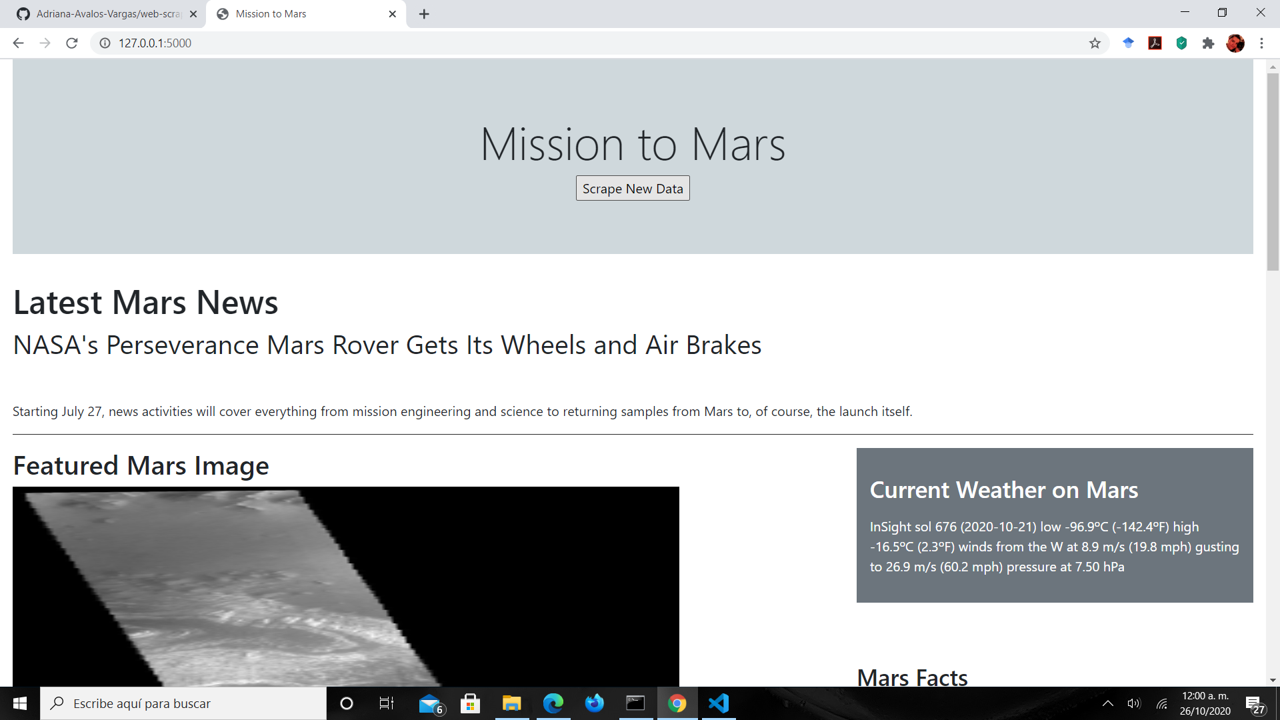 Adriana-Avalos-Vargas/web-scra
Mission to Mars
127.0.0.1:5000
Mission to Mars
Scrape New Data
Latest Mars News
NASA's Perseverance Mars Rover Gets Its Wheels and Air Brakes
Starting July 27, news activities will cover everything from mission engineering and science to returning samples from Mars to, of course, the launch itself.
Featured Mars Image
Current Weather on Mars
InSight sol 676 (2020-10-21) low -96.9ºC (-142.4ºF) high
-16.5ºC (2.3ºF) winds from the W at 8.9 m/s (19.8 mph) gusting
to 26.9 m/s (60.2 mph) pressure at 7.50 hPa
Mars Facts
Escribe aquí para buscar
6
12:00 a. m.
26/10/2020
27